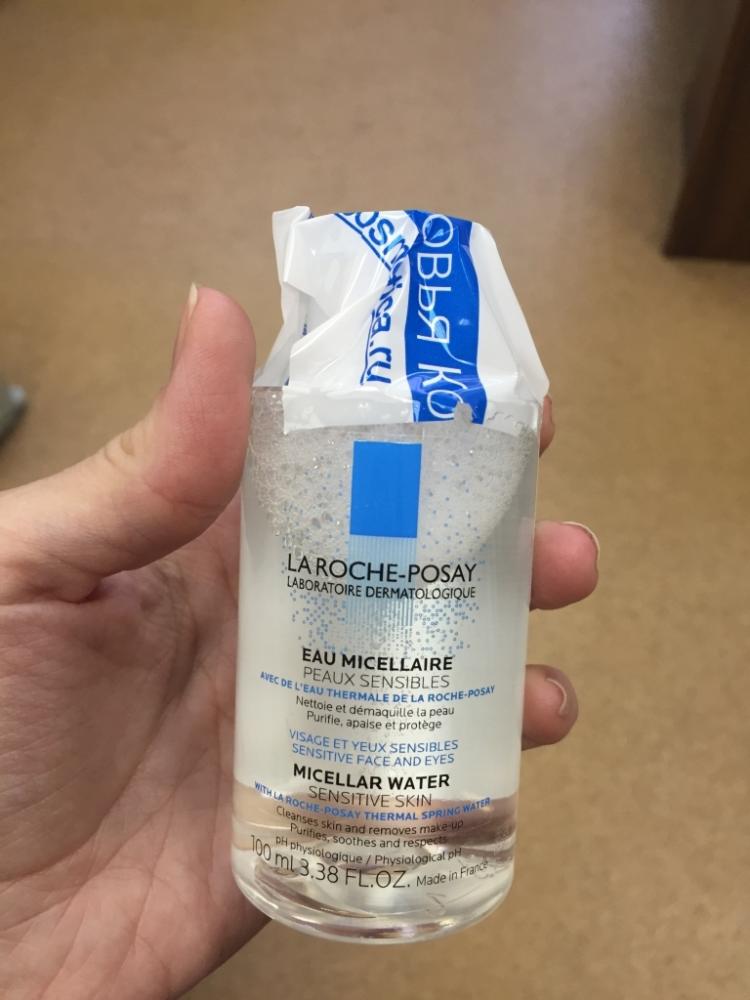 ОВЬЯ КО
LA ROCHE-POSAY
LABORATOIRE DERMATOLOGIQUE
EAU MICELLAIRE
PEAUX SENSIBLES
AVEC DE L'EAU THERMALE DE LA ROCHE-POSAY
Nettoie et démaquille la peau
Purifie, apaise et protège
VISAGE ET YEUX SENSIBLES
SENSITIVE FACE AND EYES
MICELLAR WATER
SENSITIVE SKIN
WITH LA ROCHE-POSAY THERMAL SPRING WATER
Cleanses skin and removes make-up
Purifies, soothes and respects
pH physiologique / Physiological pH
100 ml 3.38 FL.OZ. Made in France